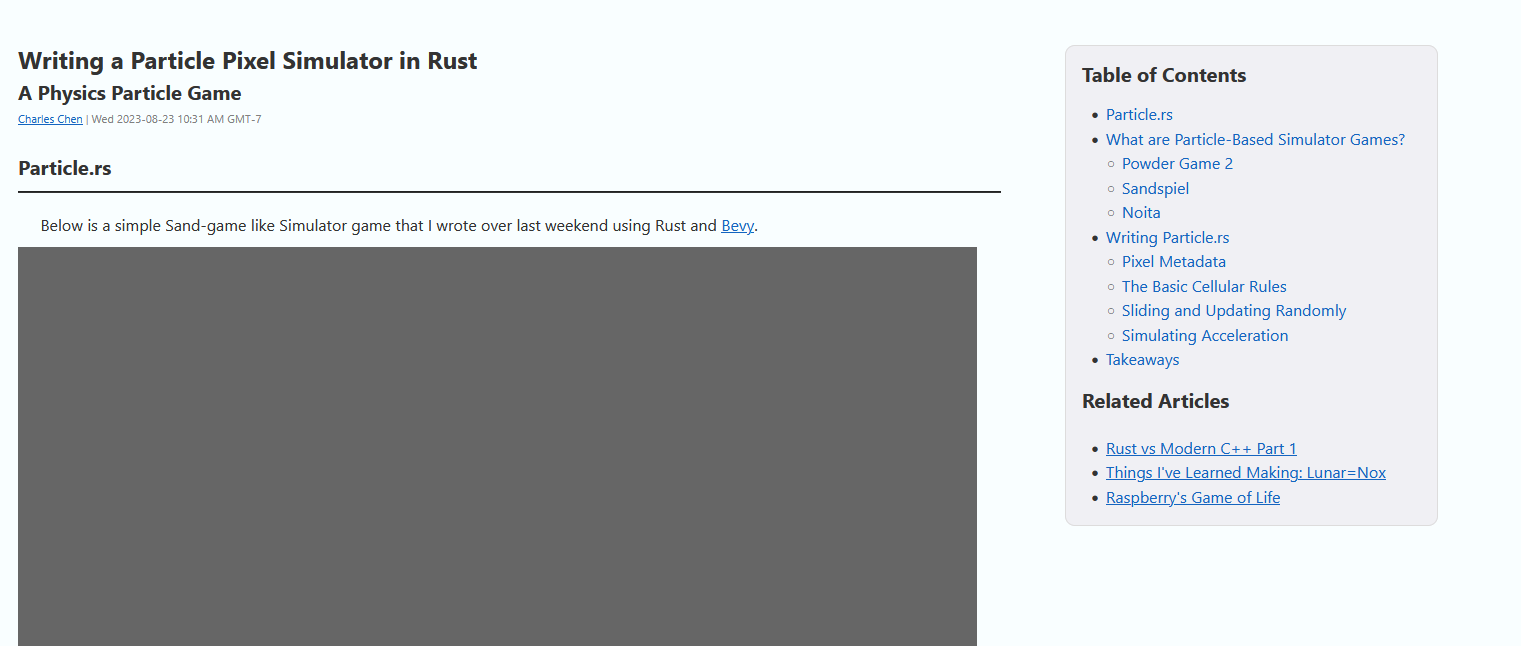 Writing a Particle Pixel Simulator in Rust
A Physics Particle Game
Charles Chen | Wed 2023-08-23 10:31 AM GMT-7
Particle.rs
Below is a simple Sand-game like Simulator game that I wrote over last weekend using Rust and Bevy.
Table of Contents
Particle.rs
What are Particle-Based Simulator Games?
Powder Game 2
Sandspiel
Noita
Writing Particle.rs
Pixel Metadata
The Basic Cellular Rules
Sliding and Updating Randomly
Simulating Acceleration
Takeaways
Related Articles
Rust vs Modern C++ Part 1
Things I've Learned Making: Lunar=Nox
Raspberry's Game of Life